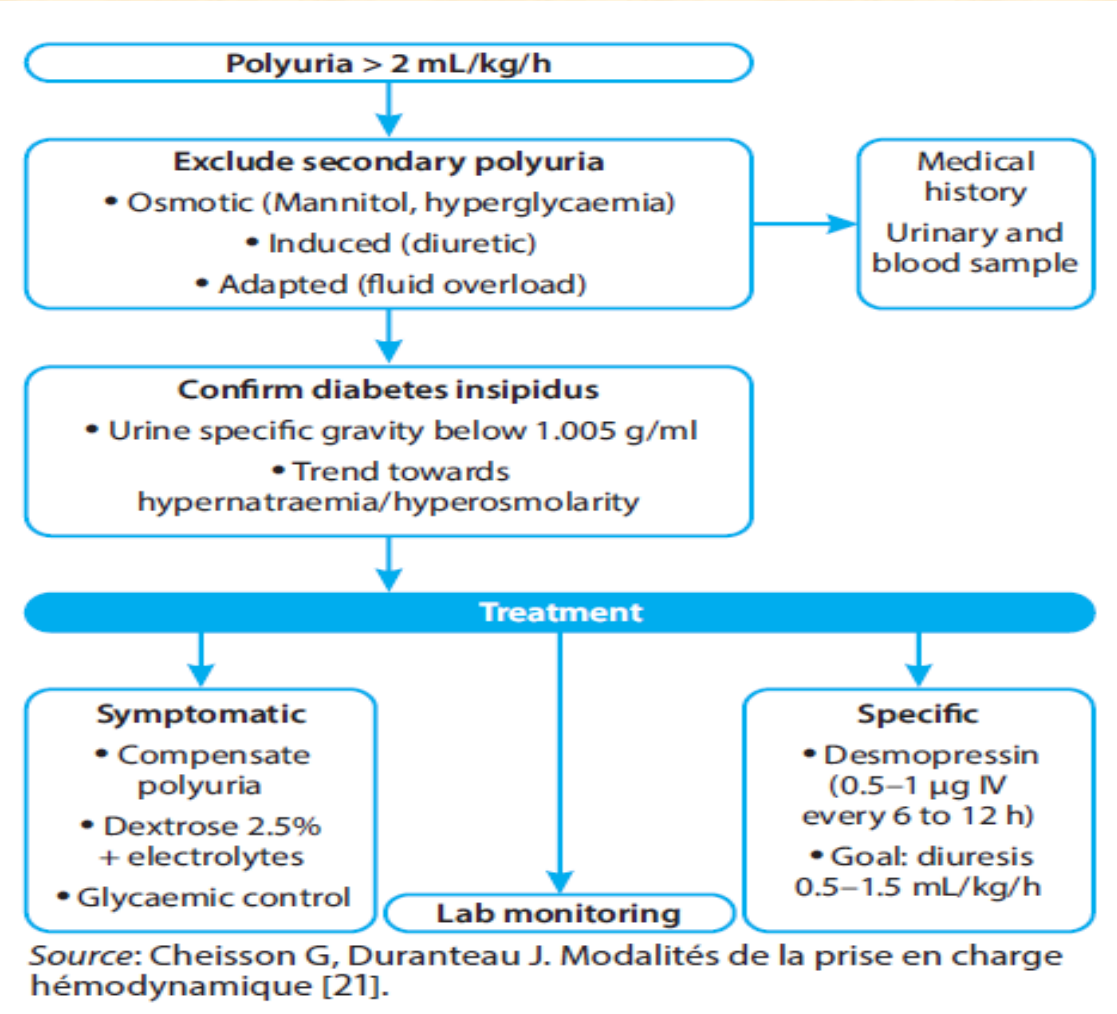 Polyuria > 2 mL/kg/h
Exclude secondary polyuria
• Osmotic (Mannitol, hyperglycaemia)
• Induced (diuretic)
• Adapted (fluid overload)
Medical
history
Urinary and
blood sample
Confirm diabetes insipidus
• Urine specific gravity below 1.005 g/ml
• Trend towards
hypernatraemia/hyperosmolarity
Treatment
Symptomatic
• Compensate
polyuria
• Dextrose 2.5%
+ electrolytes
• Glycaemic control
Lab monitoring
Specific
• Desmopressin
(0.5–1 µg IV
every 6 to 12 h)
• Goal: diuresis
0.5–1.5 mL/kg/h
Source: Cheisson G, Duranteau J. Modalités de la prise en charge
hémodynamique [21].